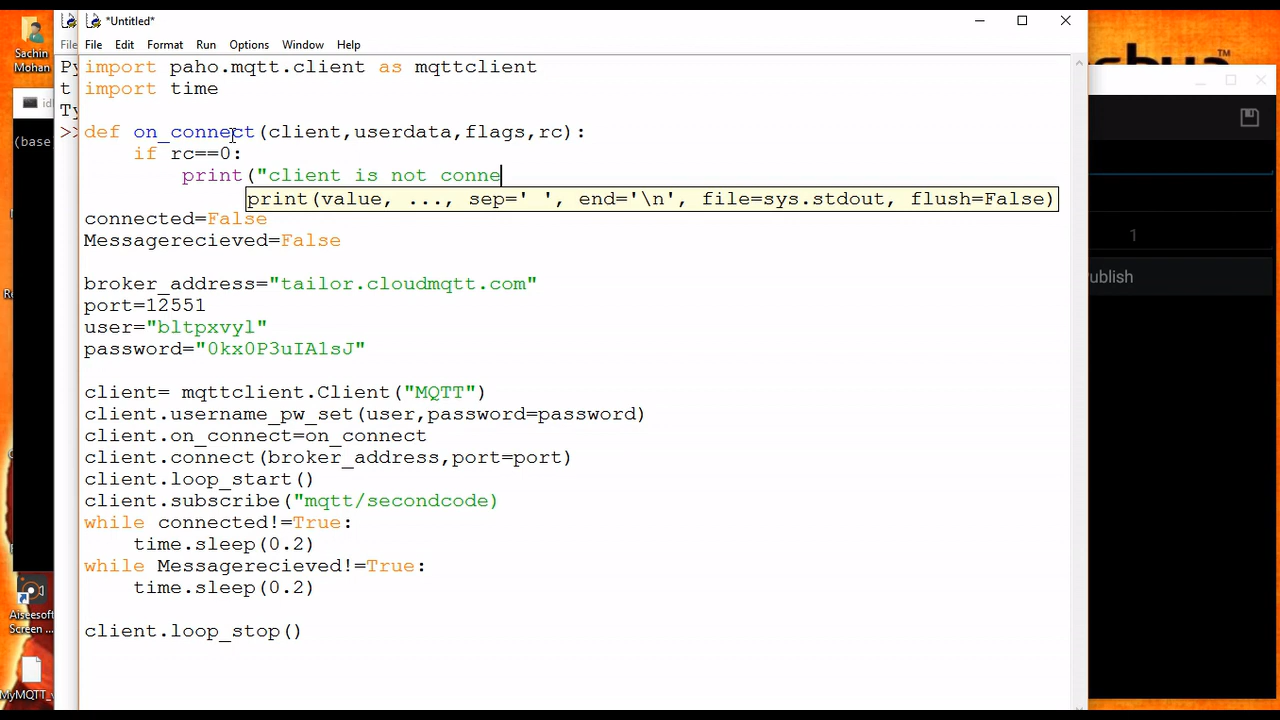 *Untitled*
File Edit Format Run Options Window Help
import paho.mqtt.client as mqttclient
import time
def on_connect(client,userdata,flags,rc):
if rc==0:
print("client is not conne
print(value, ..., sep=' ', end='\n', file=sys.stdout, flush=False)
connected=False
Messagerecieved=False
broker_address="tailor.cloudmqtt.com"
port=12551
user="bltpxvyl"
password="0kx0P3uIA1sJ"
client= mqttclient.Client("MQTT")
client.username_pw_set(user,password=password)
client.on_connect=on_connect
client.connect(broker_address,port=port)
client.loop_start()
client.subscribe("mqtt/secondcode)
while connected!=True:
time.sleep(0.2)
while Messagerecieved!=True:
time.sleep(0.2)
client.loop_stop()
Sachin
Mohan
File
Py
t
Ty
>>
(base
Aiseesoft
Screen ...
MyMQTT_
1
ublish